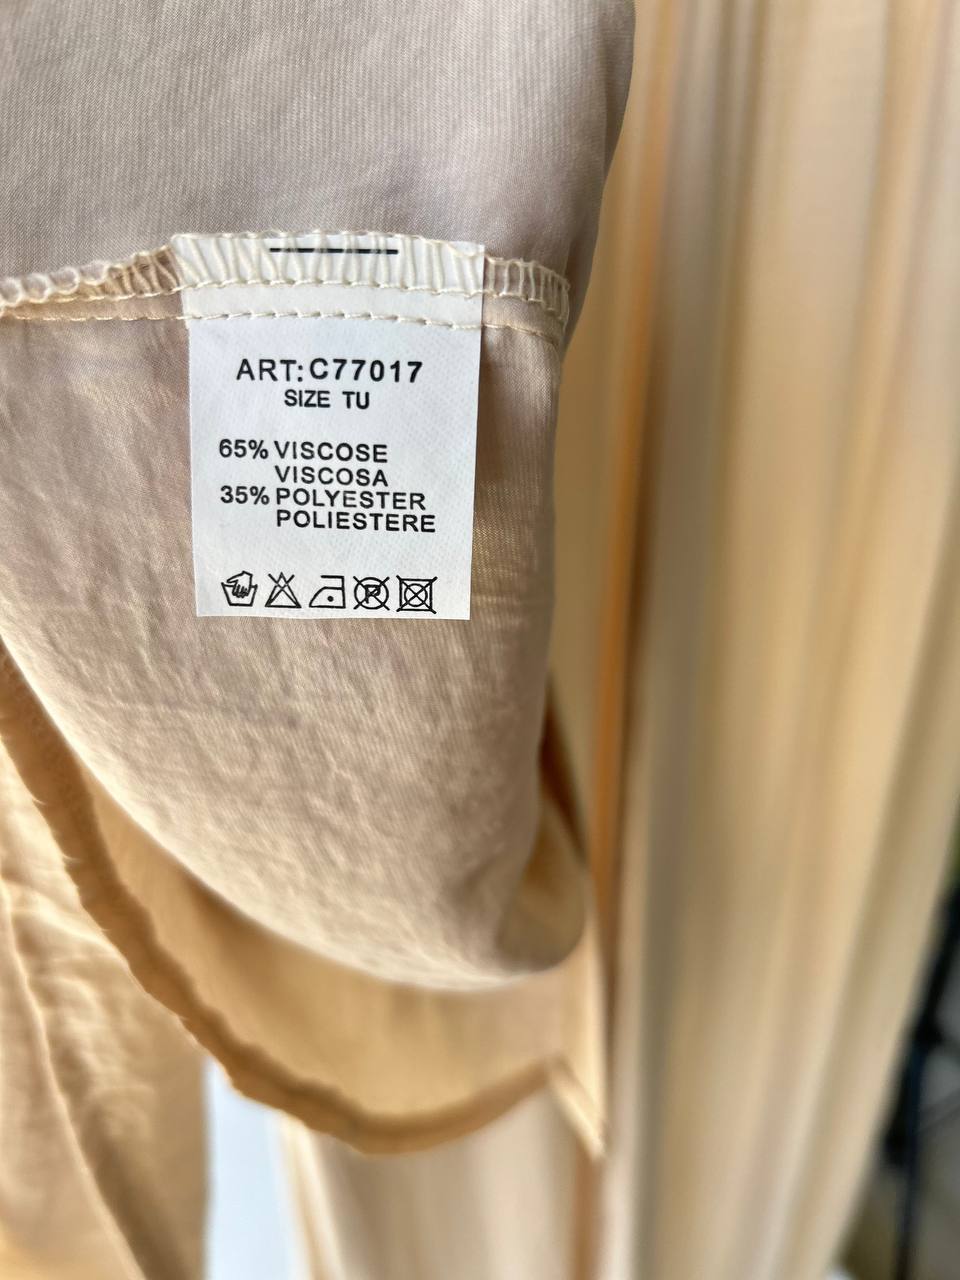 ART: C77017
SIZE TU
65% VISCOSE
VISCOSA
35% POLYESTER
POLIESTERE
P